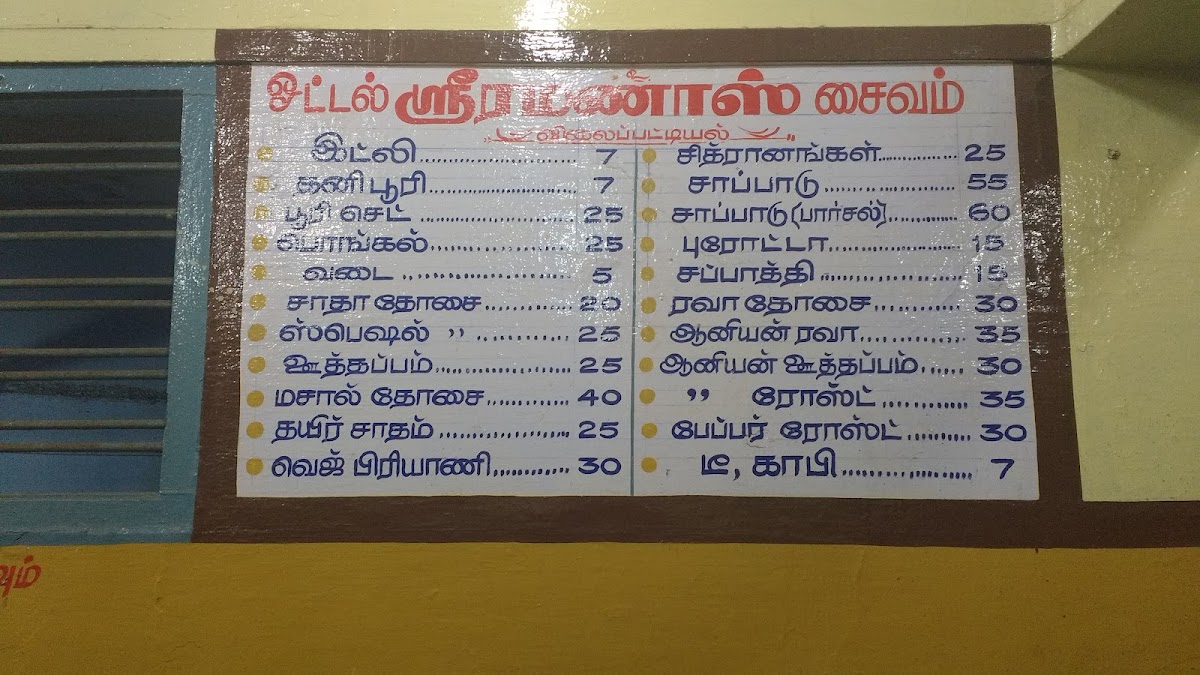 ஓட்டல் ஸ்ரீரமணாஸ் சைவம்
விலைப்பட்டியல்
இட்லி 7
கனி பூரி 7
பூரி செட் 25
பொங்கல் 25
வடை 5
சாதா தோசை 20
ஸ்பெஷல் " 25
ஊத்தப்பம் 25
மசால் தோசை 40
தயிர் சாதம் 25
வெஜ் பிரியாணி 30
சித்ரானங்கள் 25
சாப்பாடு 55
சாப்பாடு (பார்சல்) 60
புரோட்டா 15
சப்பாத்தி 15
ரவா தோசை 30
ஆனியன் ரவா 35
ஆனியன் ஊத்தப்பம் 30
" ரோஸ்ட் 35
பேப்பர் ரோஸ்ட் 30
டீ, காபி 7